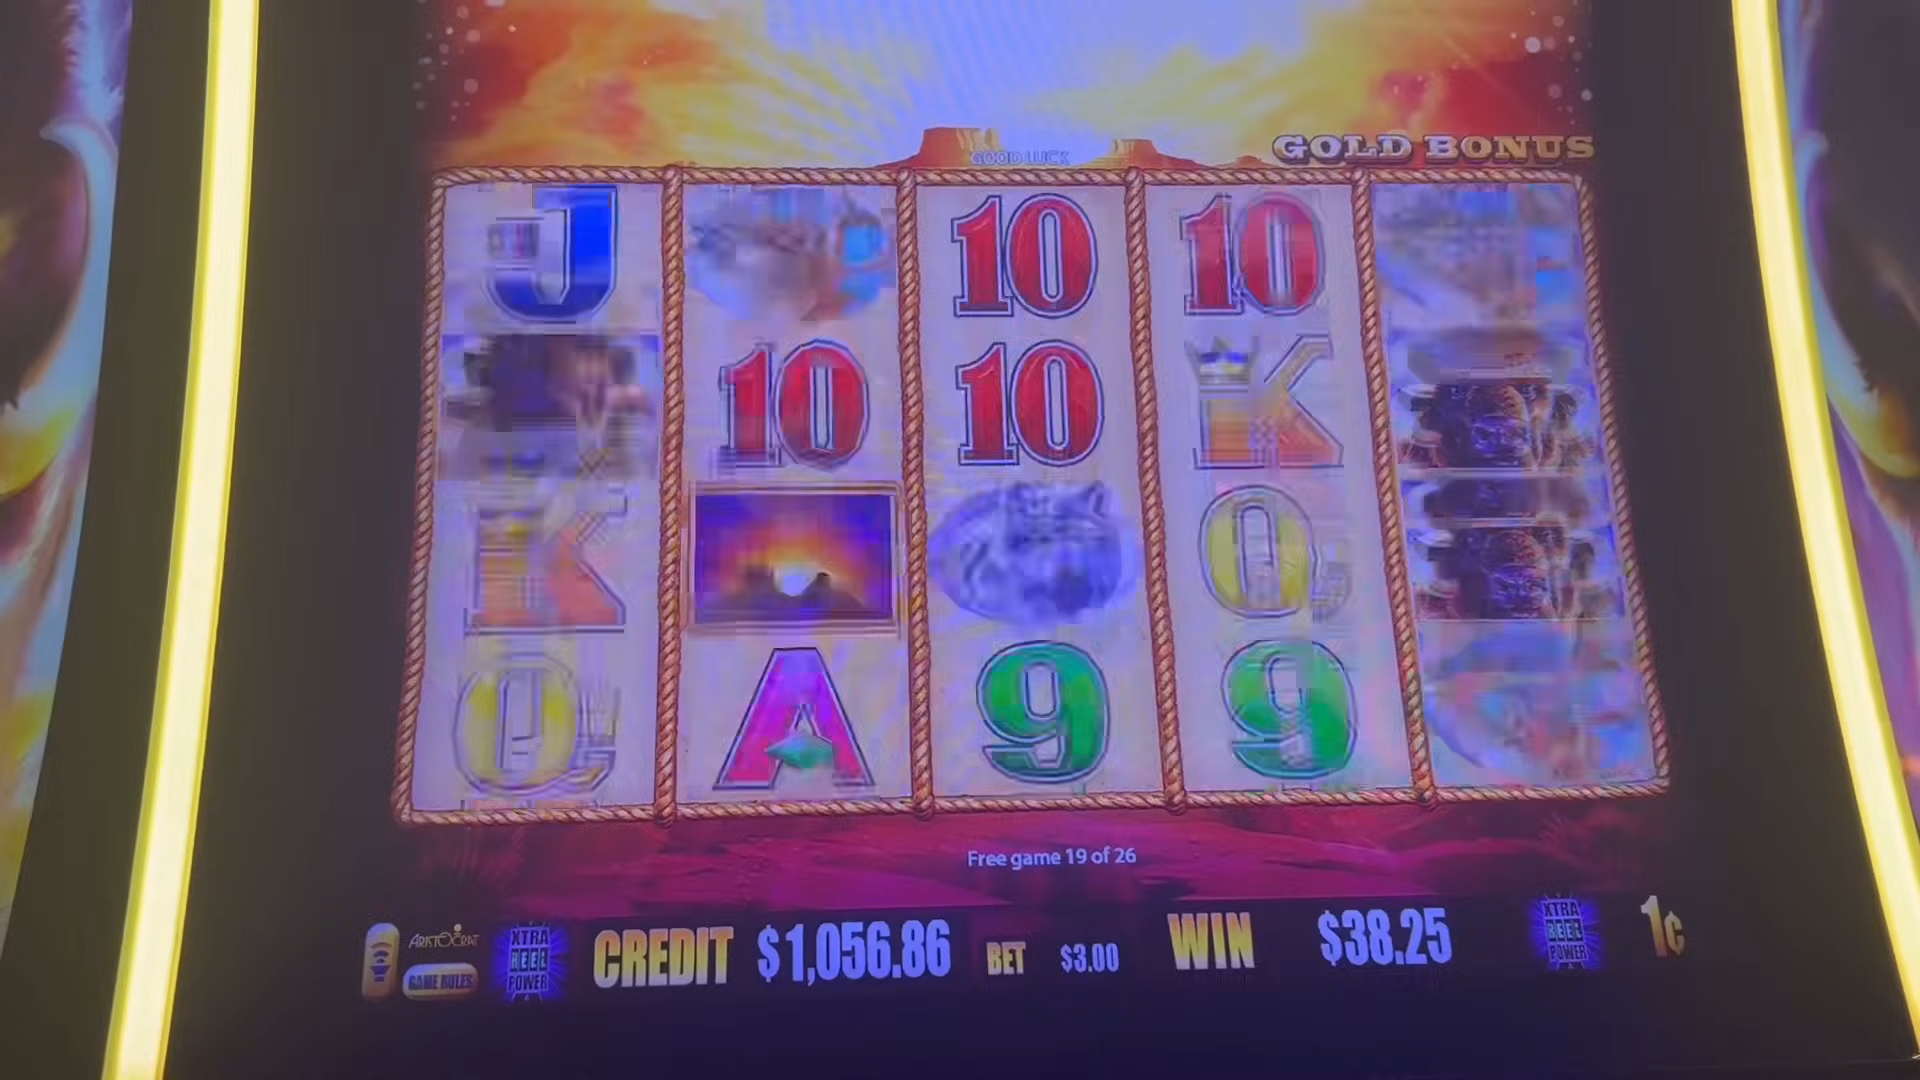 GOOD LUCK
GOLD BONUS
J 10 10
10 10 K
K Q
Q A 9 9
Free game 19 of 26
ARISTOCRAT
GAME RULES
XTRA
REEL
POWER
CREDIT $1,056.86 BET $3.00 WIN $38.25
XTRA
REEL
POWER
1¢